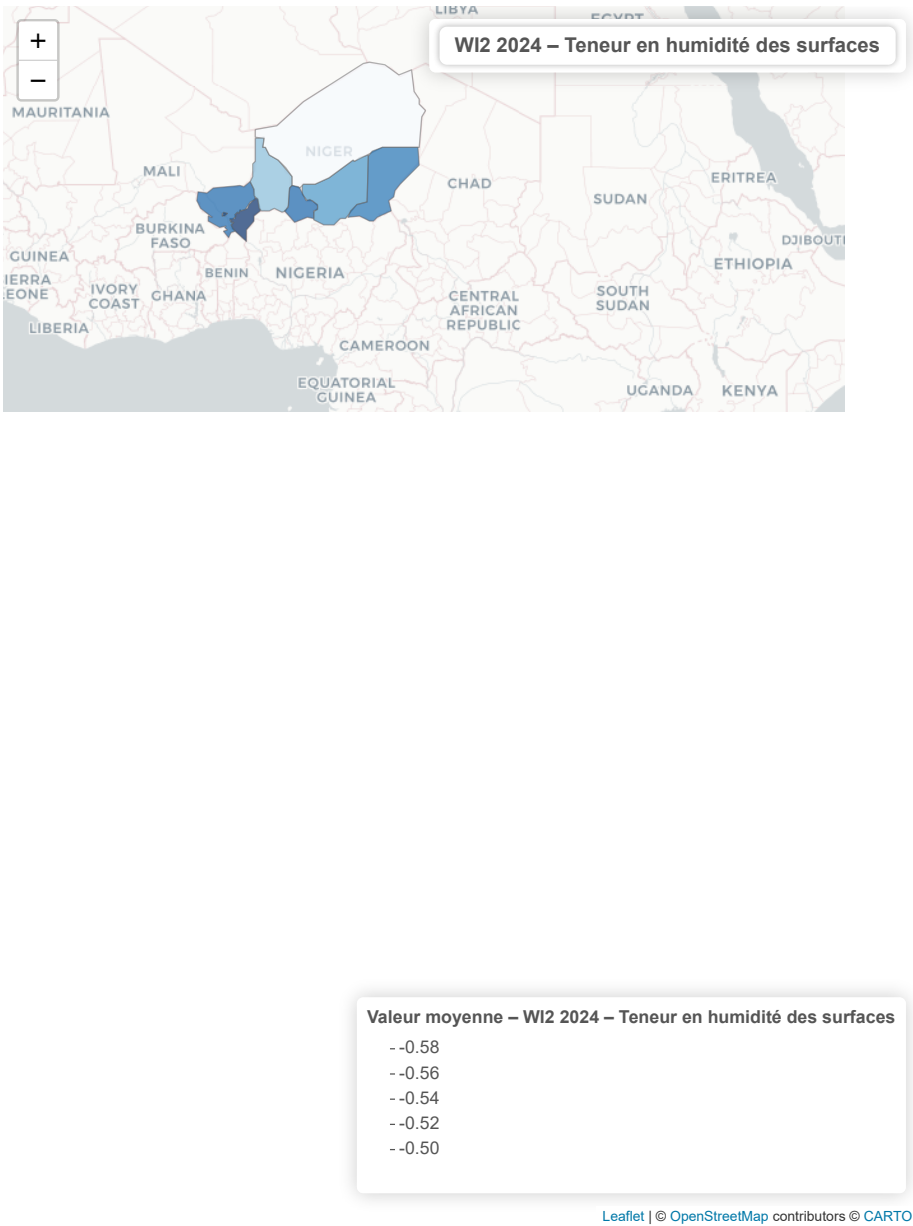 LIBYA
EGYPT
+
WI2 2024 – Teneur en humidité des surfaces
−
MAURITANIA
NIGER
MALI
CHAD
ERITREA
SUDAN
BURKINA
FASO
DJIBOUTI
GUINEA
BENIN
NIGERIA
ETHIOPIA
IERRA
LEONE
IVORY
COAST
GHANA
CENTRAL
AFRICAN
REPUBLIC
SOUTH
SUDAN
LIBERIA
CAMEROON
EQUATORIAL
GUINEA
UGANDA
KENYA
Valeur moyenne – WI2 2024 – Teneur en humidité des surfaces
-0.58
-0.56
-0.54
-0.52
-0.50
Leaflet | © OpenStreetMap contributors © CARTO